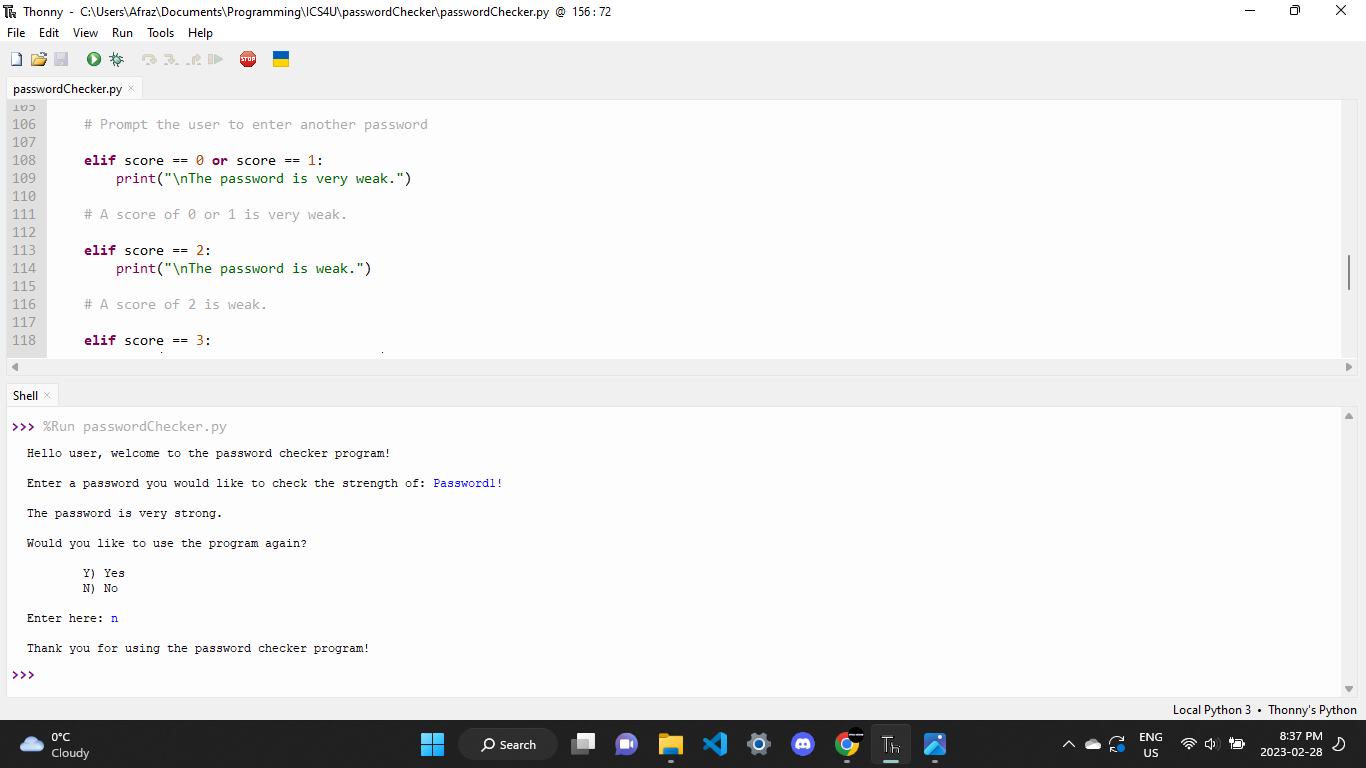 Thonny - C:\Users\Afraz\Documents\Programming\ICS4U\passwordChecker\passwordChecker.py @ 156 : 72
File Edit View Run Tools Help
STOP
passwordChecker.py ×
105
106 # Prompt the user to enter another password
107
108 elif score == 0 or score == 1:
109 print("\nThe password is very weak.")
110
111 # A score of 0 or 1 is very weak.
112
113 elif score == 2:
114 print("\nThe password is weak.")
115
116 # A score of 2 is weak.
117
118 elif score == 3:
Shell ×
>>> %Run passwordChecker.py
Hello user, welcome to the password checker program!
Enter a password you would like to check the strength of: Password1!
The password is very strong.
Would you like to use the program again?
Y) Yes
N) No
Enter here: n
Thank you for using the password checker program!
>>>
Local Python 3 • Thonny's Python
0°C
Cloudy
Search
Th
ENG
US
8:37 PM
2023-02-28